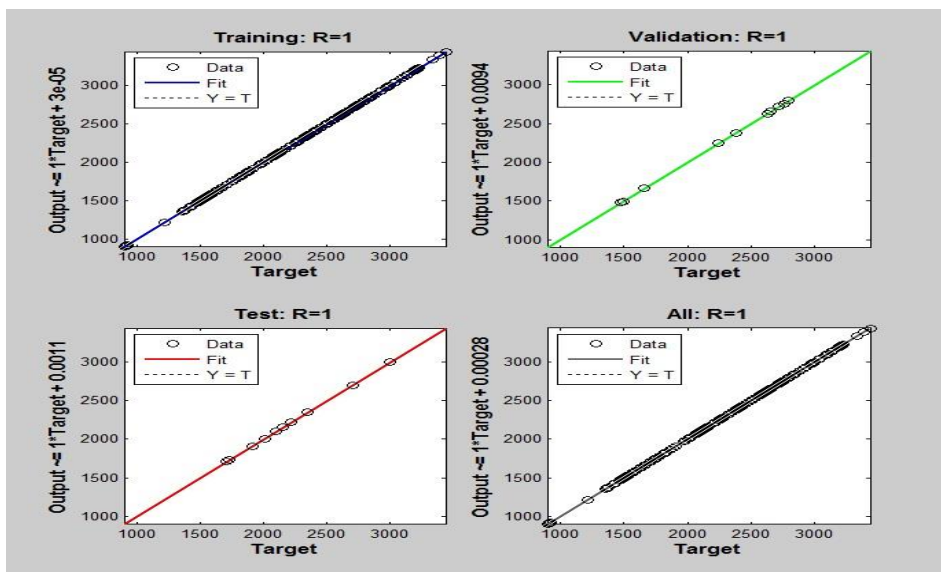 Training: R=1
Output ~= 1*Target + 3e-05
Data
Fit
Y = T
3000
2500
2000
1500
1000
1000 1500 2000 2500 3000
Target
Validation: R=1
Output ~= 1*Target + 0.0094
Data
Fit
Y = T
3000
2500
2000
1500
1000
1000 1500 2000 2500 3000
Target
Test: R=1
Output ~= 1*Target + 0.0011
Data
Fit
Y = T
3000
2500
2000
1500
1000
1000 1500 2000 2500 3000
Target
All: R=1
Output ~= 1*Target + 0.00028
Data
Fit
Y = T
3000
2500
2000
1500
1000
1000 1500 2000 2500 3000
Target